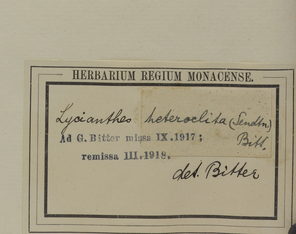 HERBARIUM REGIUM MONACENSE.
Lycianthes heteroclita (Sendtn)
Bitt.
Ad G. Bitter missa IX.1917;
remissa III.1918.
det. Bitter